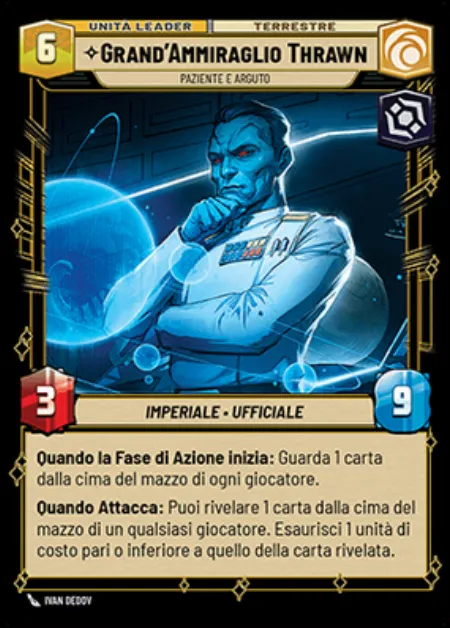 UNITÀ LEADER
TERRESTRE
6
GRAND'AMMIRAGLIO THRAWN
PAZIENTE E ARGUTO
3
IMPERIALE • UFFICIALE
9
Quando la Fase di Azione inizia: Guarda 1 carta
dalla cima del mazzo di ogni giocatore.
Quando Attacca: Puoi rivelare 1 carta dalla cima del
mazzo di un qualsiasi giocatore. Esaurisci 1 unità di
costo pari o inferiore a quello della carta rivelata.
IVAN DEDOV